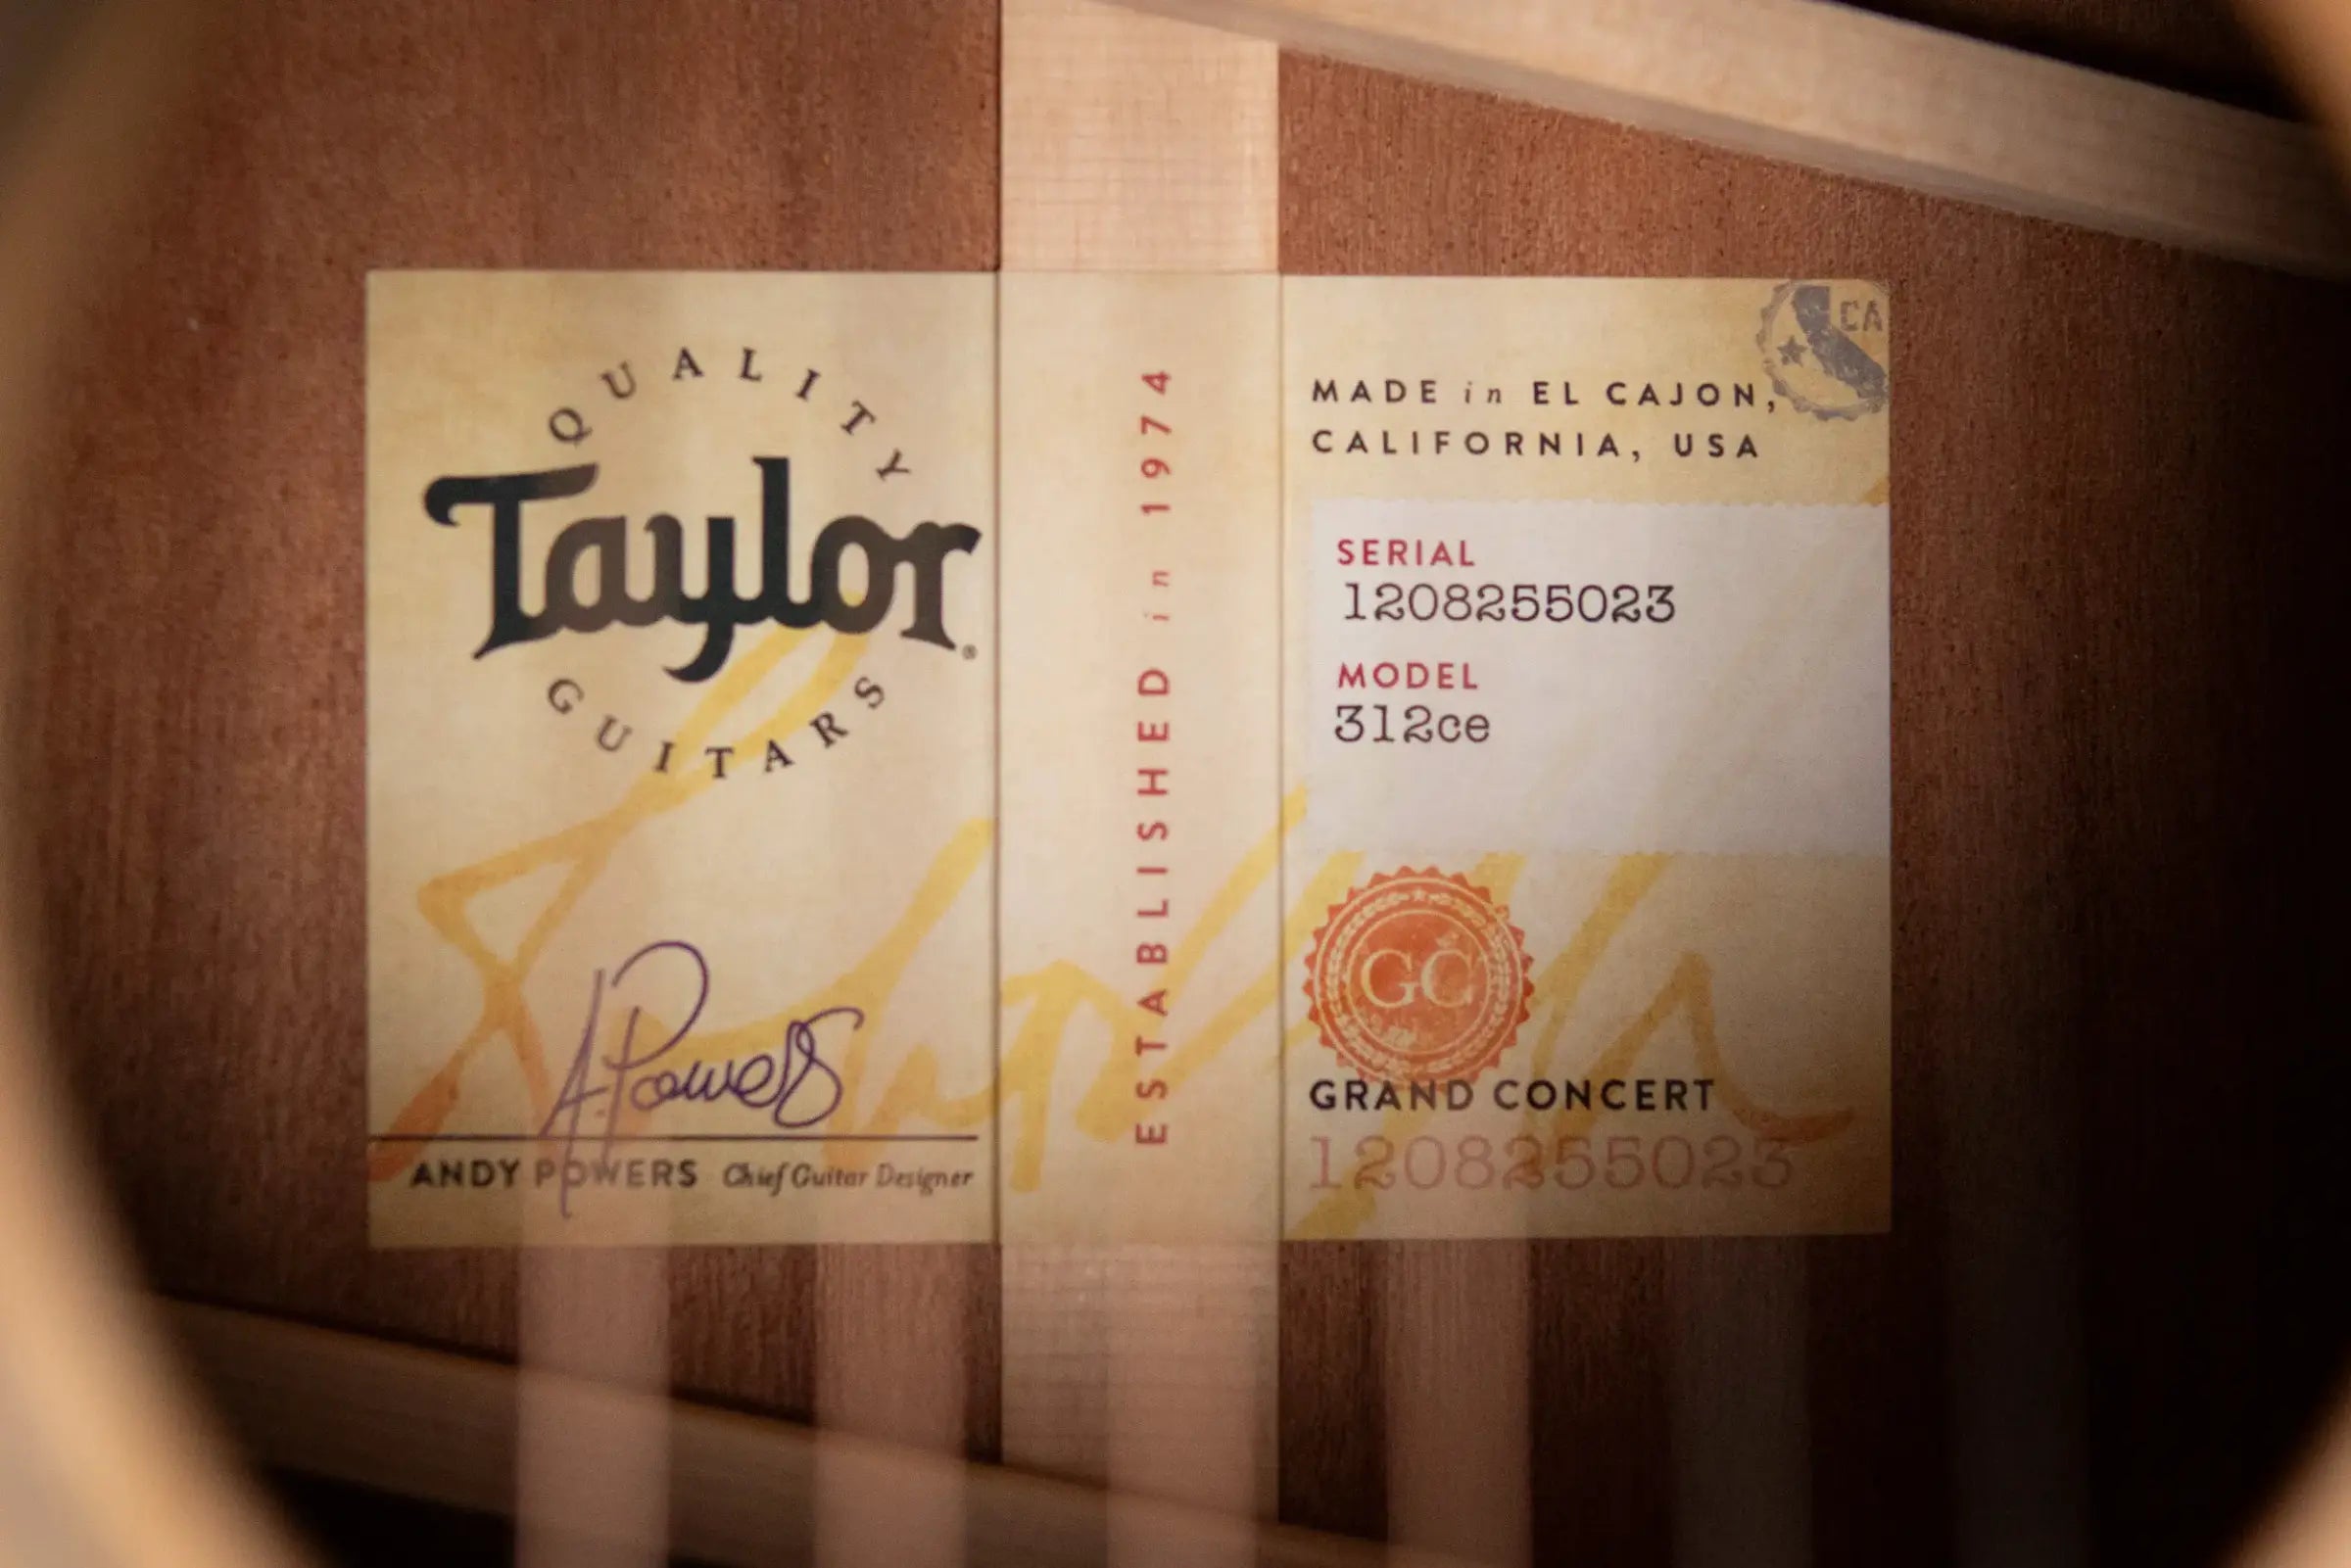 QUALITY
Taylor®
GUITARS
A. Powers
ANDY POWERS Chief Guitar Designer
ESTABLISHED in 1974
CA
MADE in EL CAJON,
CALIFORNIA, USA
SERIAL
1208255023
MODEL
312ce
GC
GRAND CONCERT
1208255023